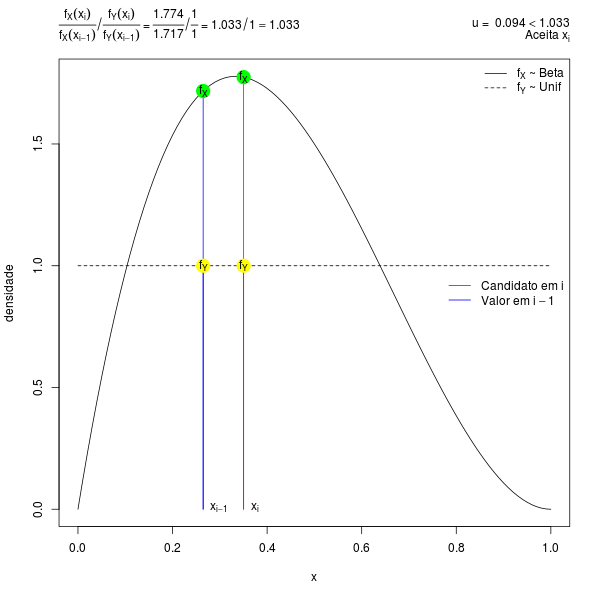 fX(xi)/fX(xi−1) / fY(xi)/fY(xi−1) = 1.774/1.717 / 1/1 = 1.033/1 = 1.033
u = 0.094 < 1.033
Aceita xi
fX ~ Beta
fY ~ Unif
fX
fX
fY
fY
Candidato em i
Valor em i − 1
xi−1
xi
densidade
0.0
0.5
1.0
1.5
0.0 0.2 0.4 0.6 0.8 1.0
x